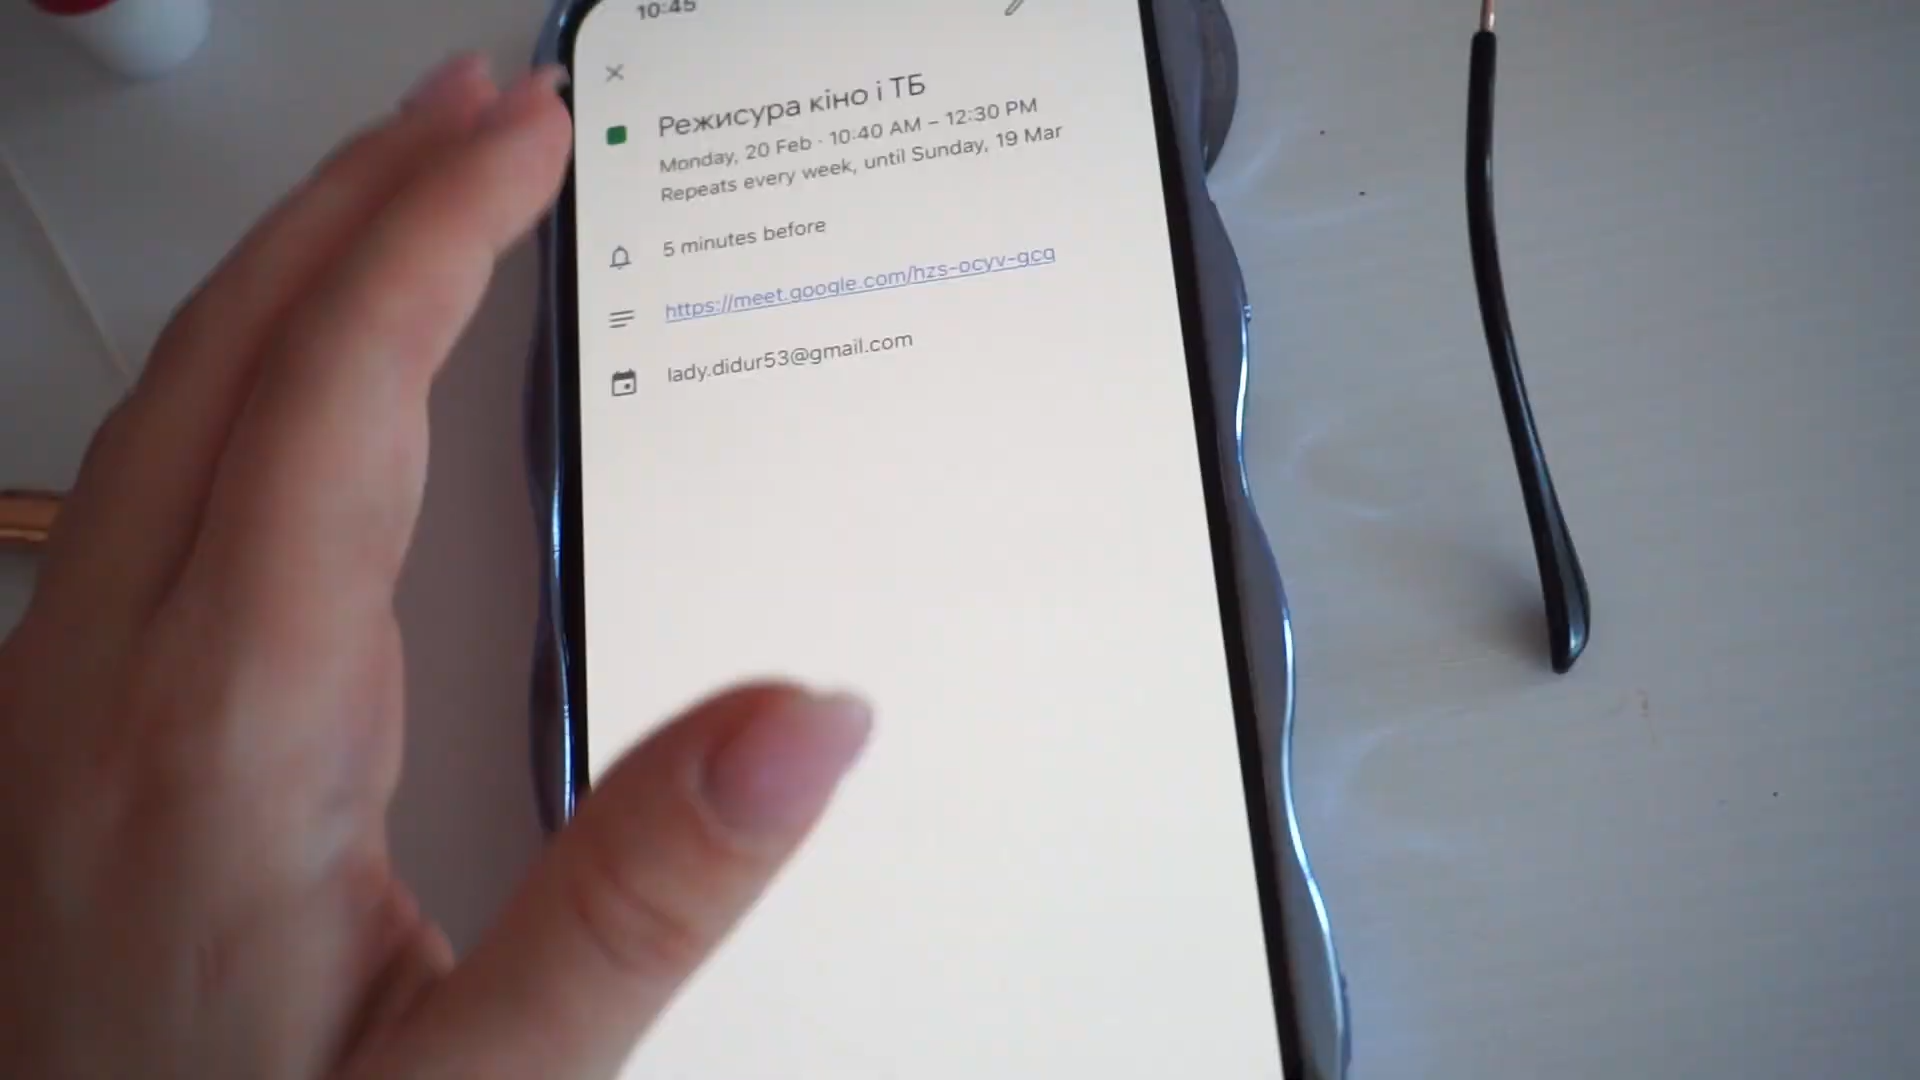 10:45
Режисура кіно і ТБ
Monday, 20 Feb · 10:40 AM – 12:30 PM
Repeats every week, until Sunday, 19 Mar
5 minutes before
https://meet.google.com/hzs-ocyv-gcq
lady.didur53@gmail.com